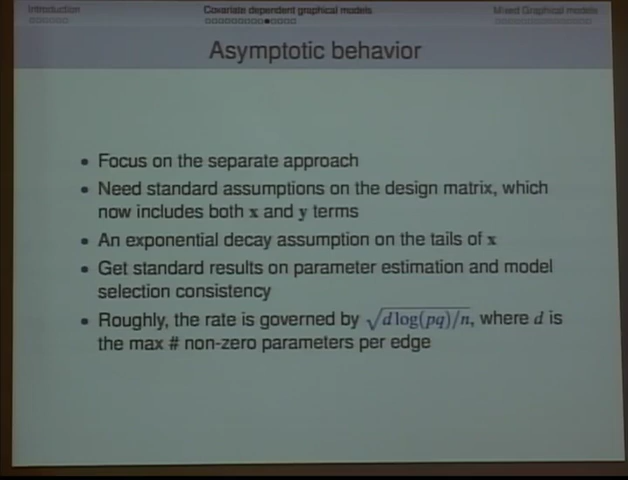 Introduction Covariate dependent graphical models Mixed Graphical models
Asymptotic behavior
• Focus on the separate approach
• Need standard assumptions on the design matrix, which
now includes both x and y terms
• An exponential decay assumption on the tails of x
• Get standard results on parameter estimation and model
selection consistency
• Roughly, the rate is governed by √(d log(pq)/n), where d is
the max # non-zero parameters per edge